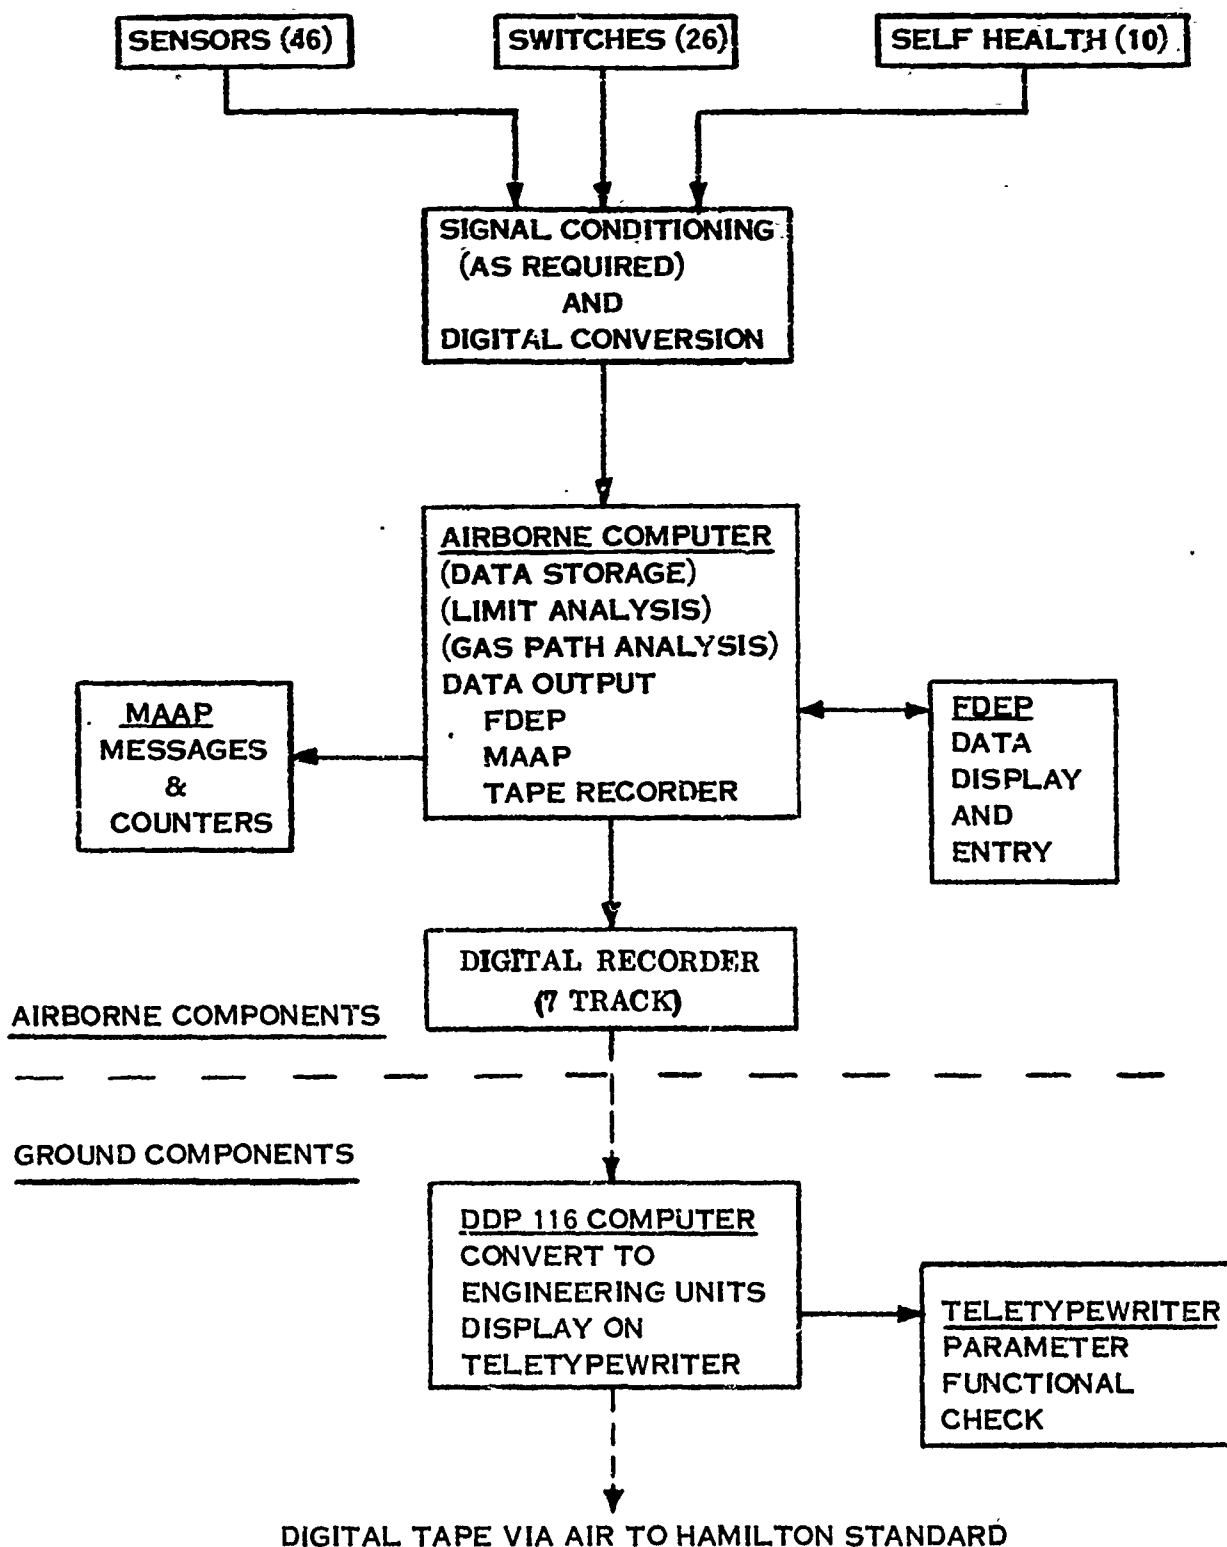 SENSORS (46)
SWITCHES (26)
SELF HEALTH (10)
SIGNAL CONDITIONING
(AS REQUIRED)
AND
DIGITAL CONVERSION
AIRBORNE COMPUTER
(DATA STORAGE)
(LIMIT ANALYSIS)
(GAS PATH ANALYSIS)
DATA OUTPUT
FDEP
MAAP
TAPE RECORDER
MAAP
MESSAGES
&
COUNTERS
FDEP
DATA
DISPLAY
AND
ENTRY
DIGITAL RECORDER
(7 TRACK)
AIRBORNE COMPONENTS
GROUND COMPONENTS
DDP 116 COMPUTER
CONVERT TO
ENGINEERING UNITS
DISPLAY ON
TELETYPEWRITER
TELETYPEWRITER
PARAMETER
FUNCTIONAL
CHECK
DIGITAL TAPE VIA AIR TO HAMILTON STANDARD